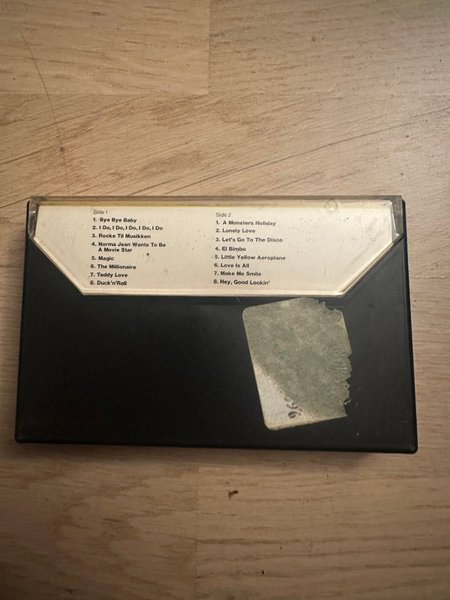 Side 1
1. Bye Bye Baby
2. I Do, I Do, I Do, I Do, I Do
3. Rocke Til Musikken
4. Norma Jean Wants To Be
A Movie Star
5. Magic
6. The Millionaire
7. Teddy Love
8. Duck'n'Roll
Side 2
1. A Monsters Holiday
2. Lonely Love
3. Let's Go To The Disco
4. El Bimbo
5. Little Yellow Aeroplane
6. Love Is All
7. Make Me Smile
8. Hey, Good Lookin'